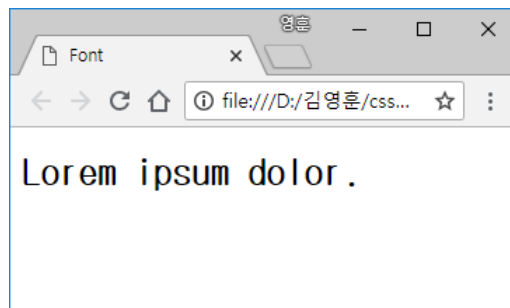 영훈
Font
file:///D:/김영훈/css...
Lorem ipsum dolor.